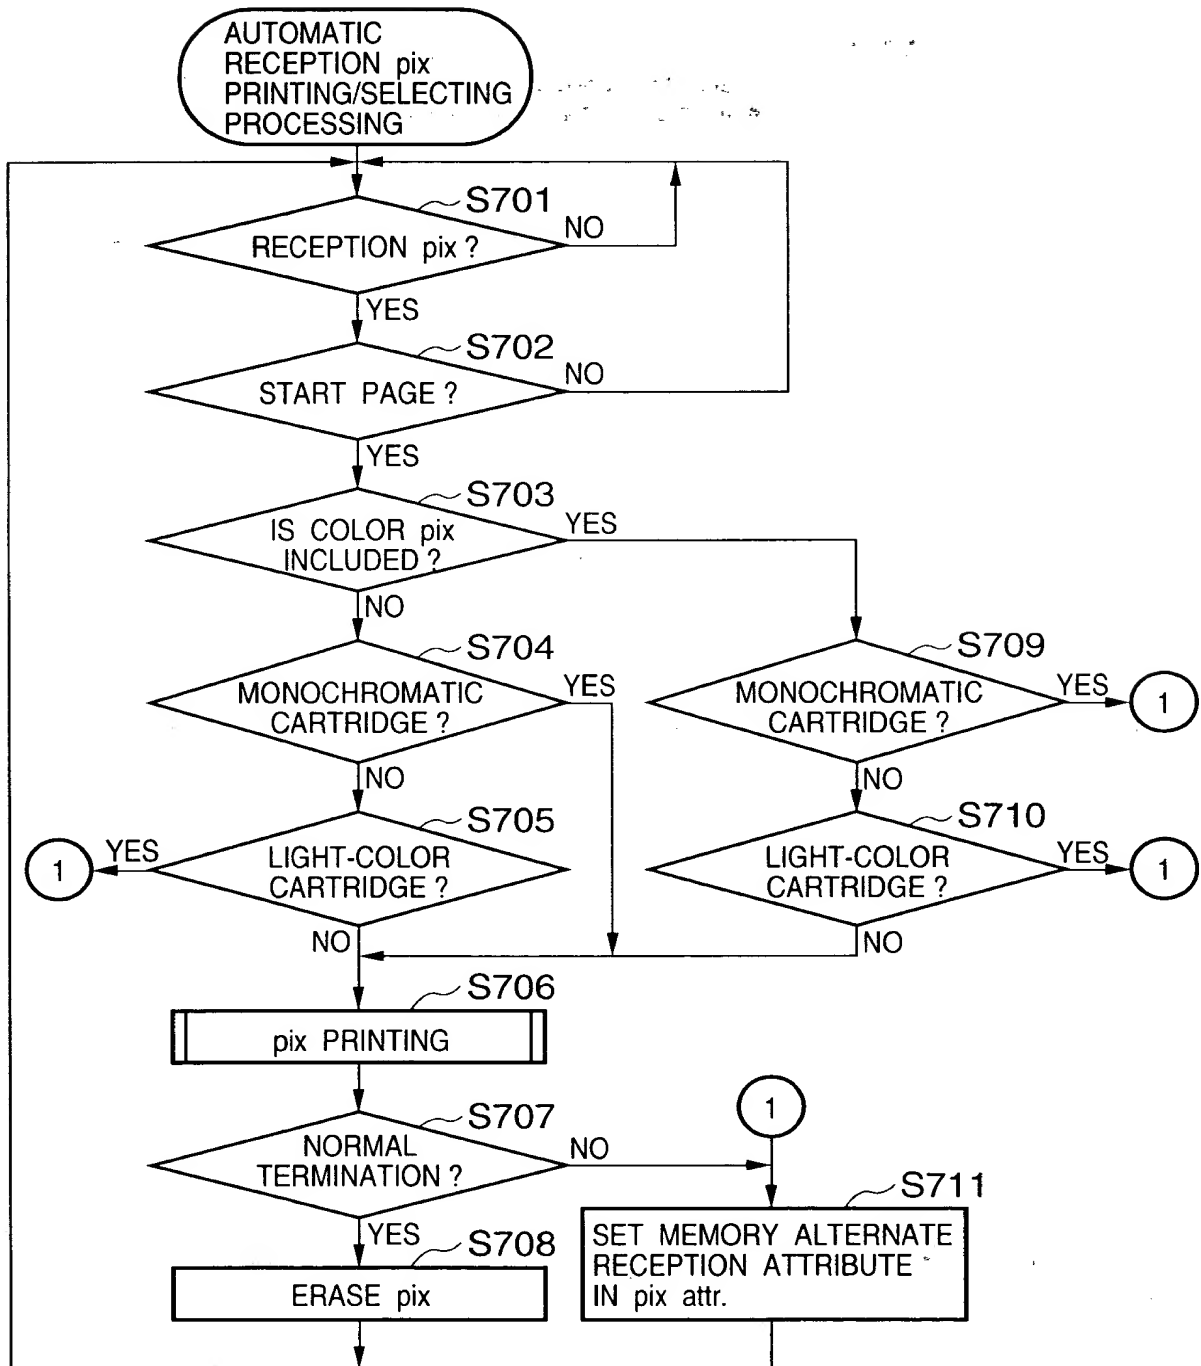 AUTOMATIC
RECEPTION pix
PRINTING/SELECTING
PROCESSING
S701
RECEPTION pix ?
NO
YES
S702
START PAGE ?
NO
YES
S703
IS COLOR pix
INCLUDED ?
YES
NO
S704
MONOCHROMATIC
CARTRIDGE ?
YES
NO
S709
MONOCHROMATIC
CARTRIDGE ?
YES
1
NO
S705
LIGHT-COLOR
CARTRIDGE ?
YES
1
NO
S710
LIGHT-COLOR
CARTRIDGE ?
YES
1
NO
S706
pix PRINTING
S707
NORMAL
TERMINATION ?
NO
YES
1
S711
SET MEMORY ALTERNATE
RECEPTION ATTRIBUTE
IN pix attr.
S708
ERASE pix